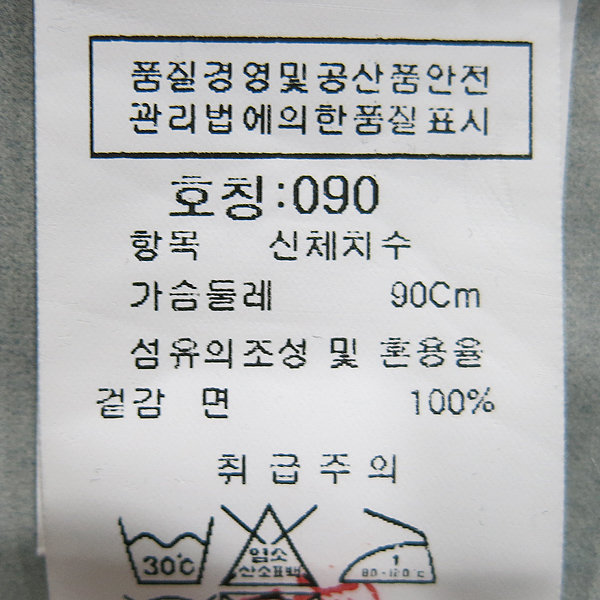 품질경영및공산품안전
관리법에의한품질표시
호칭:090
항목 신체치수
가슴둘레 90Cm
섬유의조성 및 혼용율
겉감 면 100%
취급주의
30℃
염소
산소표백
1
80-120℃